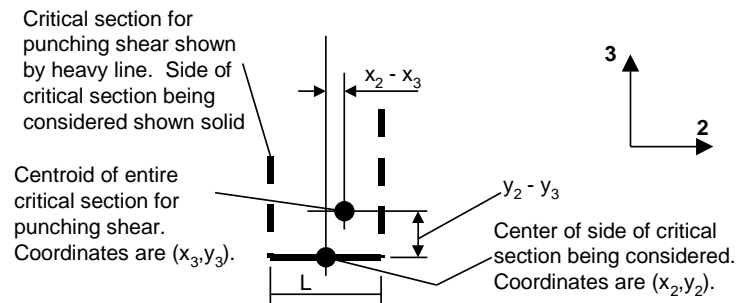 Critical section for
punching shear shown
by heavy line. Side of
critical section being
considered shown solid
x2 - x3
3
2
Centroid of entire
critical section for
punching shear.
Coordinates are (x3,y3).
y2 - y3
Center of side of critical
section being considered.
Coordinates are (x2,y2).
L